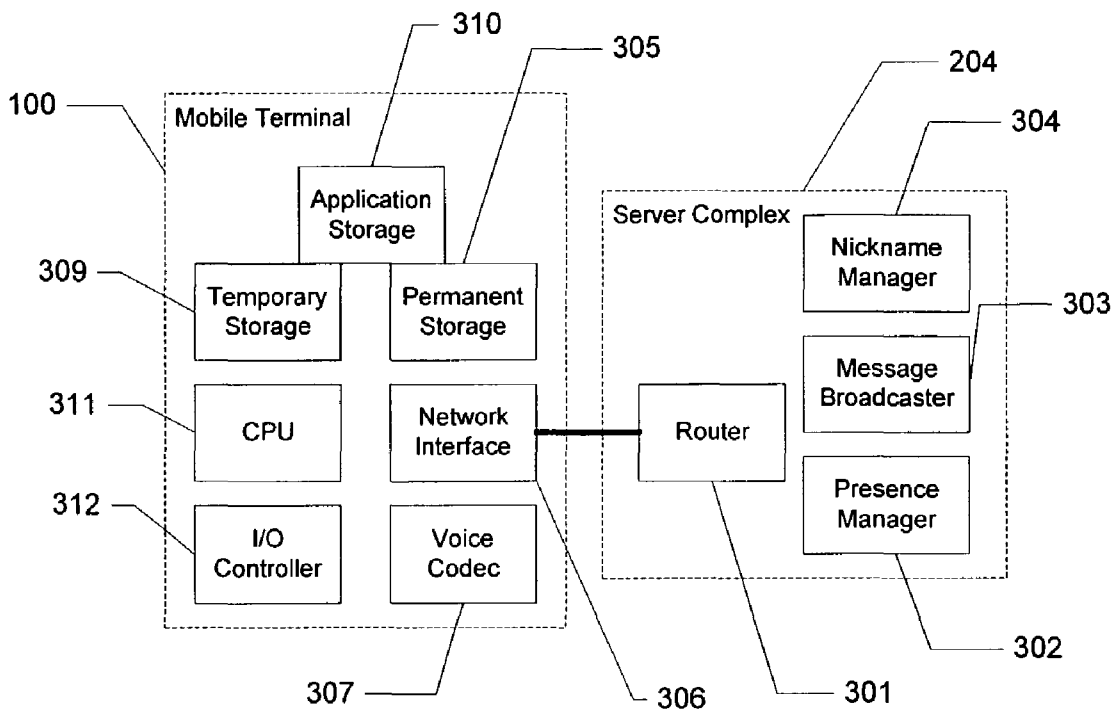 310
305
204
100
Mobile Terminal
304
Application
Storage
Server Complex
Nickname
Manager
309
Temporary
Storage
Permanent
Storage
303
Message
Broadcaster
311
CPU
Network
Interface
Router
312
I/O
Controller
Voice
Codec
Presence
Manager
302
307
306
301